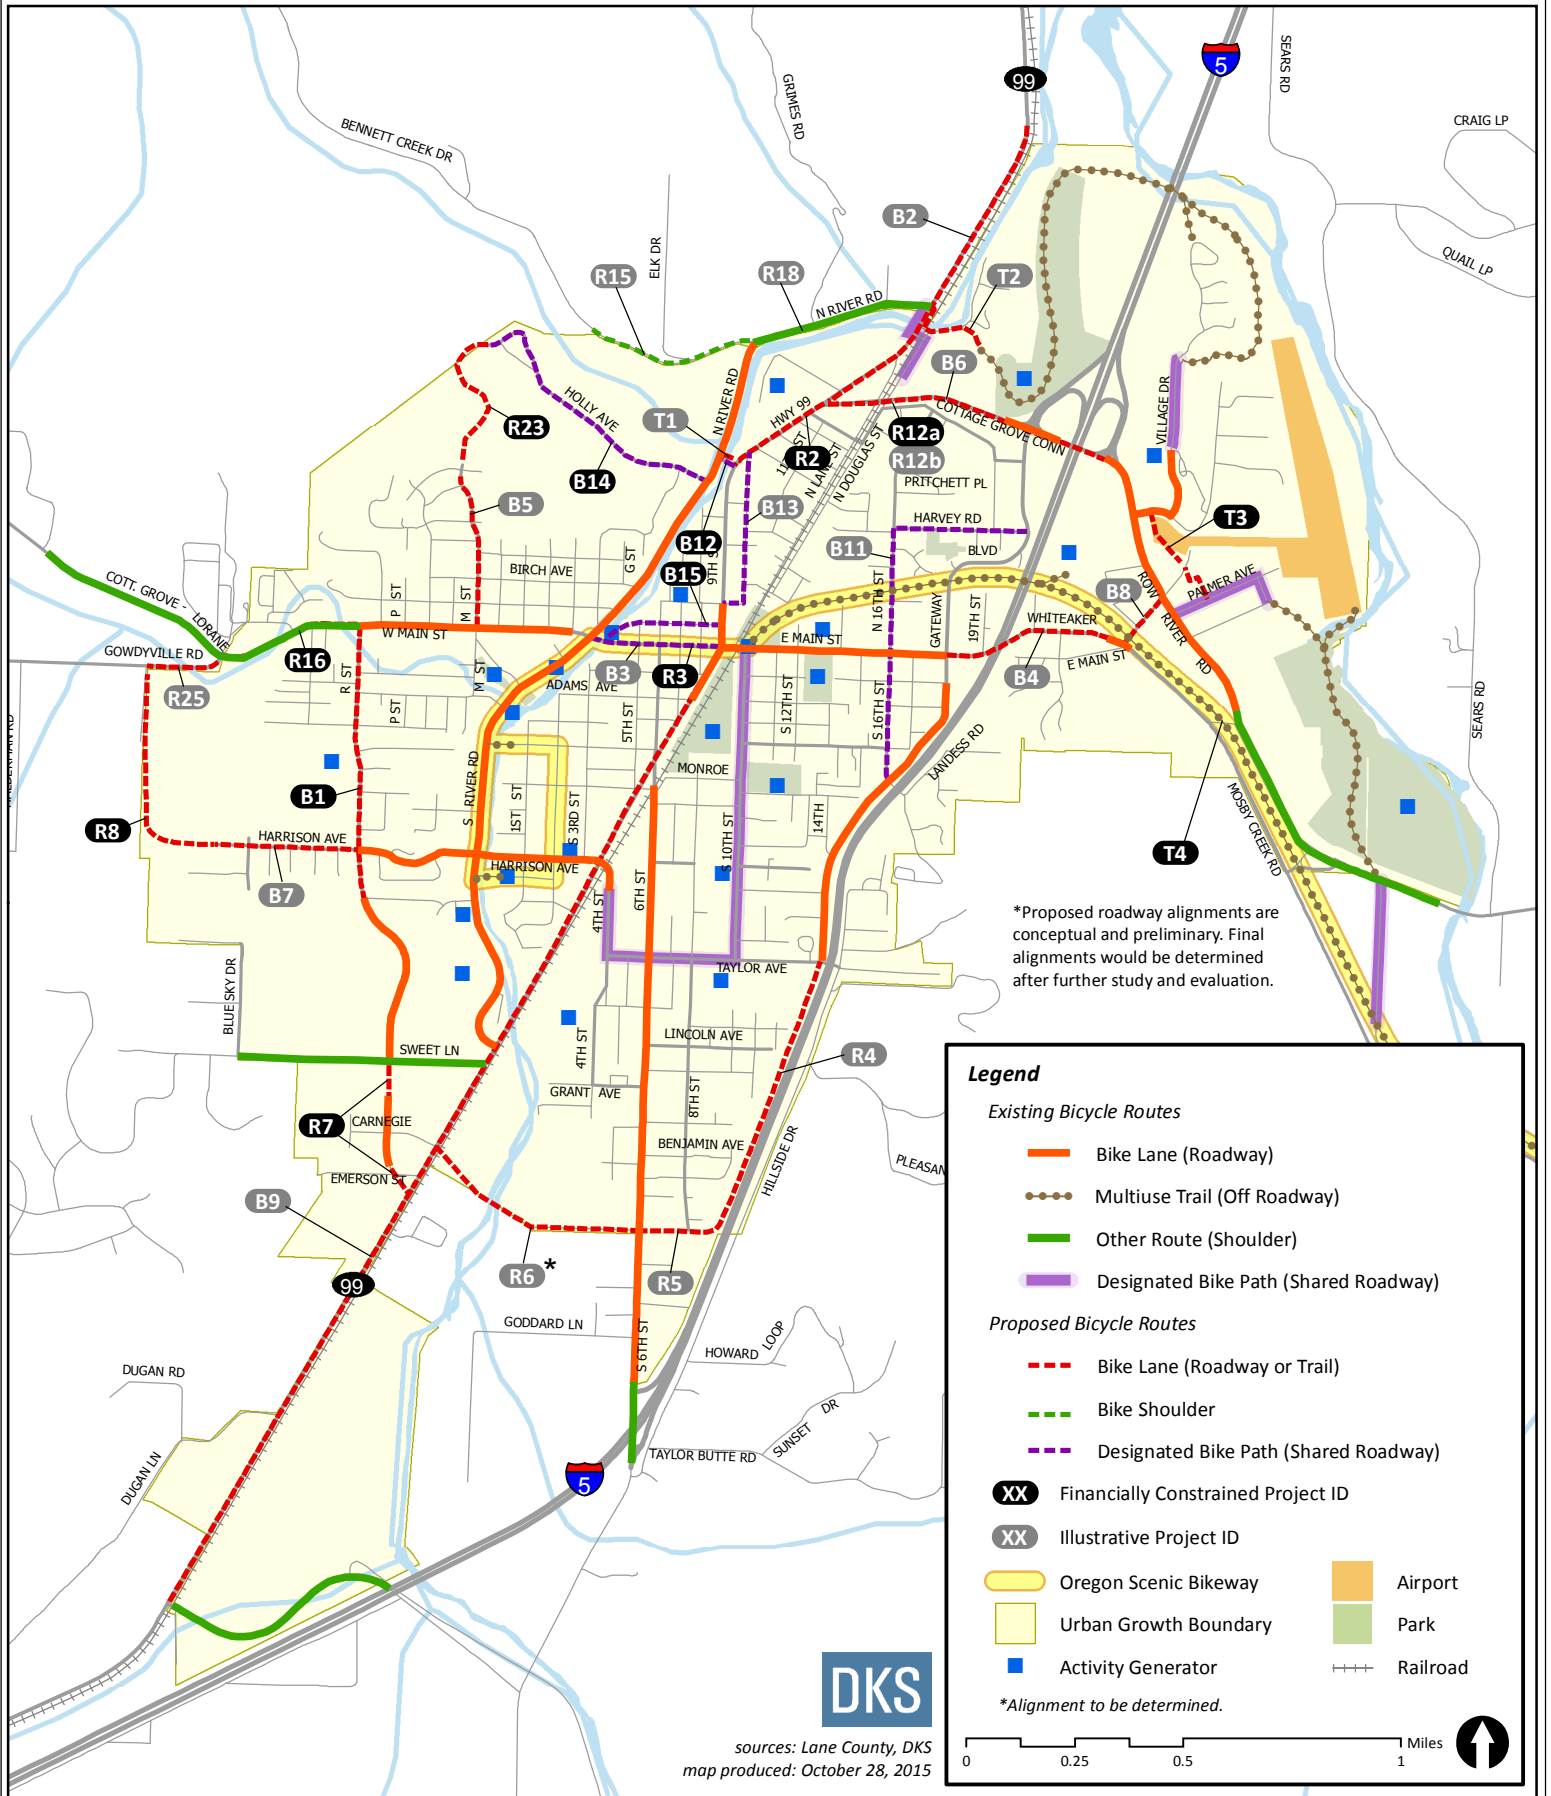 99
5
SEARS RD
CRAIG LP
GRIMES RD
BENNETT CREEK DR
B2
QUAIL LP
ELK DR
R15
R18
N RIVER RD
T2
B6
HOLLY AVE
N RIVER RD
T1
HWY 99
COTTAGE GROVE CONN
VILLAGE DR
R23
R12a
R2
R12b
N LANE ST
N DOUGLAS ST
B14
PRITCHETT PL
B5
B13
HARVEY RD
T3
B12
B11
BLVD
G ST
9TH ST
BIRCH AVE
B15
ROW
RIVER
RD
PALMER AVE
B8
COTT. GROVE -
LORANE
P ST
M ST
N 16TH ST
GATEWAY
19TH ST
WHITEAKER
W MAIN ST
E MAIN ST
E MAIN ST
GOWDYVILLE RD
R16
R ST
M ST
B3
R3
B4
R25
ADAMS AVE
P ST
5TH ST
S 12TH ST
S 16TH ST
SEARS RD
MONROE
LANDESS RD
S RIVER RD
1ST ST
S 3RD ST
B1
14TH
MOSBY CREEK RD
R8
HARRISON AVE
HARRISON AVE
S 10TH ST
T4
B7
4TH ST
6TH ST
*Proposed roadway alignments are
conceptual and preliminary. Final
alignments would be determined
after further study and evaluation.
TAYLOR AVE
BLUE SKY DR
SWEET LN
4TH ST
LINCOLN AVE
R4
GRANT AVE
8TH ST
R7
CARNEGIE
BENJAMIN AVE
HILLSIDE DR
PLEASAN
EMERSON ST
B9
R6 *
R5
99
GODDARD LN
S 6TH ST
HOWARD LOOP
DUGAN RD
SUNSET DR
TAYLOR BUTTE RD
DUGAN LN
5
Legend
Existing Bicycle Routes
Bike Lane (Roadway)
Multiuse Trail (Off Roadway)
Other Route (Shoulder)
Designated Bike Path (Shared Roadway)
Proposed Bicycle Routes
Bike Lane (Roadway or Trail)
Bike Shoulder
Designated Bike Path (Shared Roadway)
XX Financially Constrained Project ID
XX Illustrative Project ID
Oregon Scenic Bikeway
Airport
Urban Growth Boundary
Park
Activity Generator
Railroad
*Alignment to be determined.
Miles
0 0.25 0.5 1
DKS
sources: Lane County, DKS
map produced: October 28, 2015